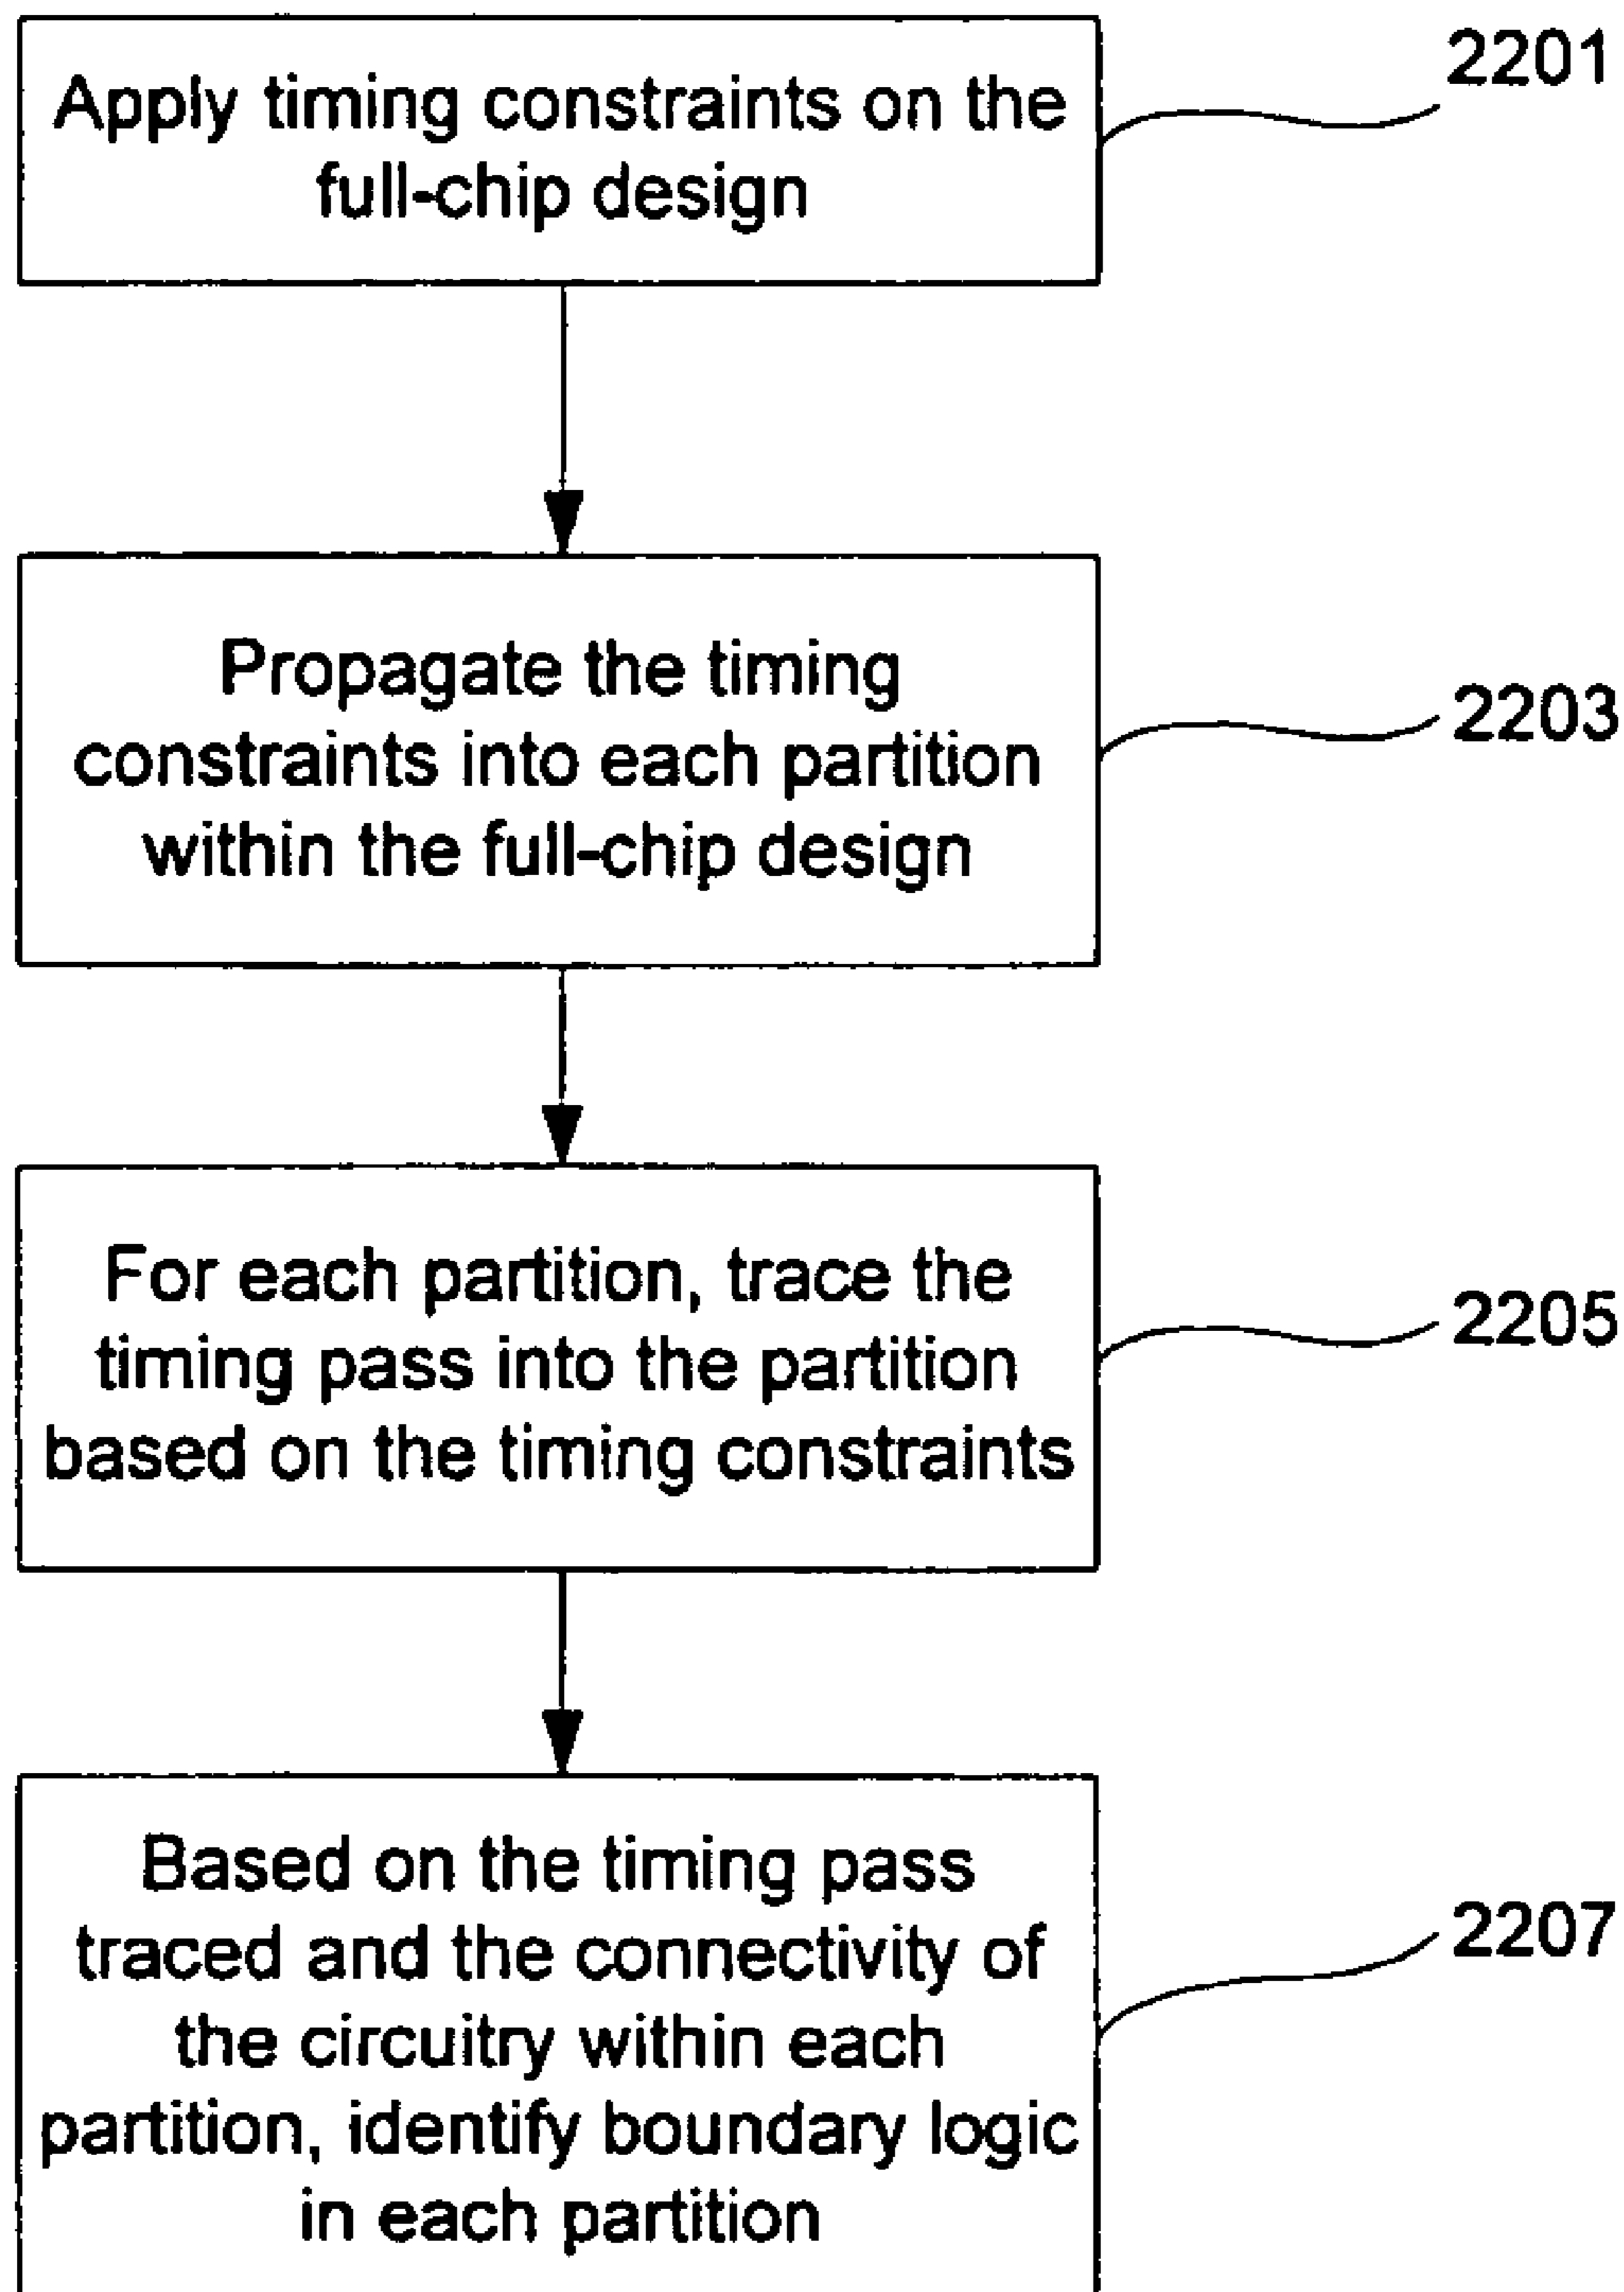 Apply timing constraints on the
full-chip design
2201
Propagate the timing
constraints into each partition
within the full-chip design
2203
For each partition, trace the
timing pass into the partition
based on the timing constraints
2205
Based on the timing pass
traced and the connectivity of
the circuitry within each
partition, identify boundary logic
in each partition
2207